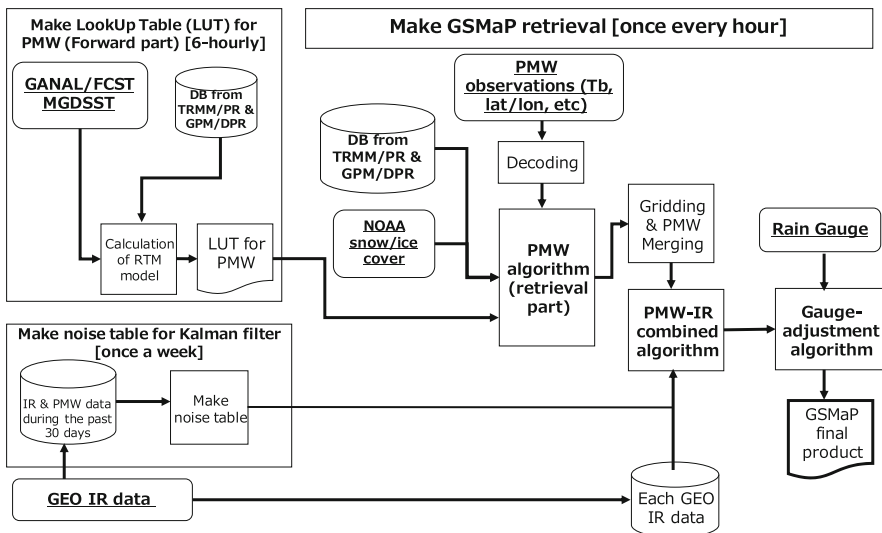 Make LookUp Table (LUT) for
PMW (Forward part) [6-hourly]
GANAL/FCST
MGDSST
DB from
TRMM/PR &
GPM/DPR
Calculation
of RTM
model
LUT for
PMW
Make GSMaP retrieval [once every hour]
PMW
observations (Tb,
lat/lon, etc)
DB from
TRMM/PR &
GPM/DPR
Decoding
NOAA
snow/ice
cover
PMW
algorithm
(retrieval
part)
Gridding
& PMW
Merging
Rain Gauge
PMW-IR
combined
algorithm
Gauge-
adjustment
algorithm
GSMaP
final
product
Make noise table for Kalman filter
[once a week]
IR & PMW data
during the past
30 days
Make
noise table
GEO IR data
Each GEO
IR data